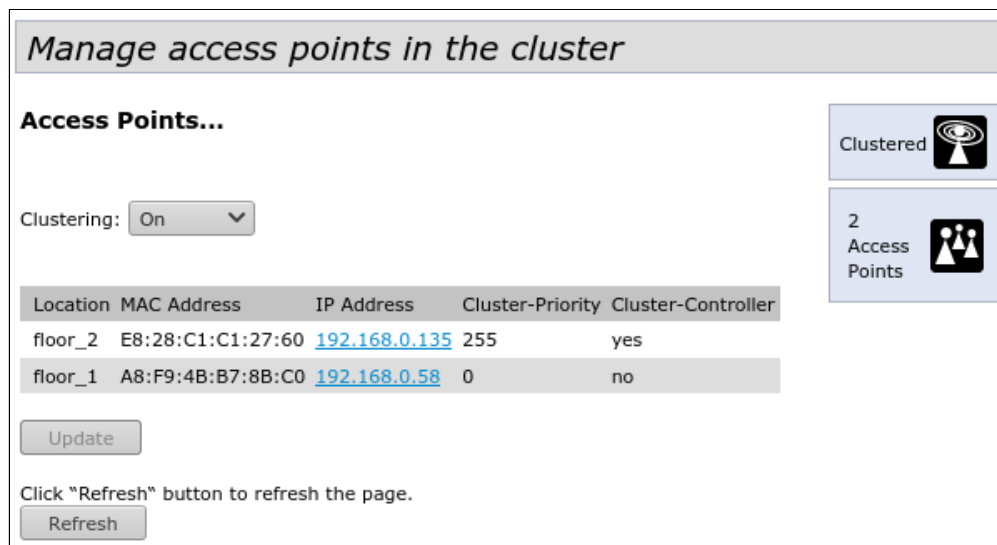 Manage access points in the cluster
Access Points...
Clustered
Clustering: On
2
Access
Points
Location MAC Address IP Address Cluster-Priority Cluster-Controller
floor_2 E8:28:C1:C1:27:60 192.168.0.135 255 yes
floor_1 A8:F9:4B:B7:8B:C0 192.168.0.58 0 no
Update
Click "Refresh" button to refresh the page.
Refresh